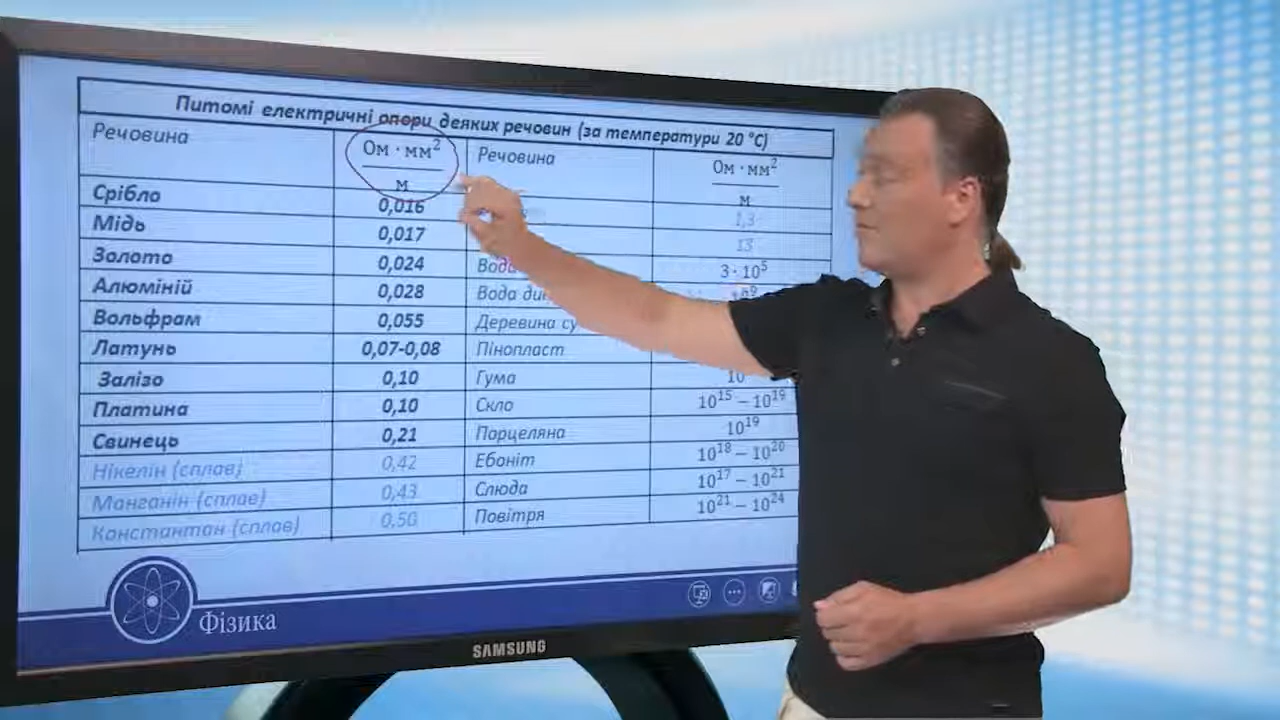 Питомі електричні опори деяких речовин (за температури 20 °C)
Речовина Ом · мм² / м Речовина Ом · мм² / м
Срібло 0,016 1,3
Мідь 0,017 13
Золото 0,024 Вода 3 · 10⁵
Алюміній 0,028 Вода
Вольфрам 0,055 Деревина
Латунь 0,07-0,08 Пінопласт
Залізо 0,10 Гума
Платина 0,10 Скло 10¹⁵ – 10¹⁹
Свинець 0,21 Порцеляна 10¹⁹
Нікелін (сплав) 0,42 Ебоніт 10¹⁸ – 10²⁰
Манганін (сплав) 0,43 Слюда 10¹⁷ – 10²¹
Константан (сплав) 0,50 Повітря 10²¹ – 10²⁴
Фізика
SAMSUNG